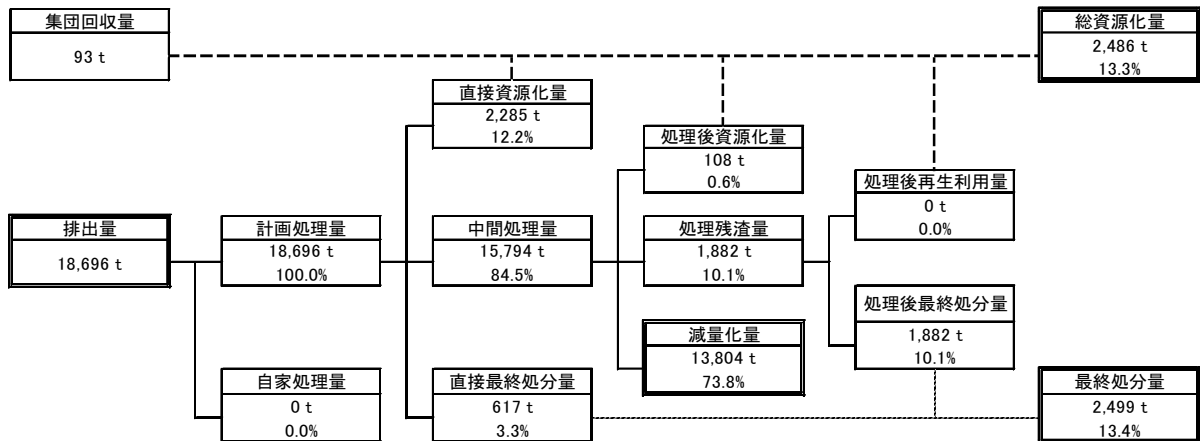 集団回収量
93 t
総資源化量
2,486 t
13.3%
直接資源化量
2,285 t
12.2%
処理後資源化量
108 t
0.6%
処理後再生利用量
0 t
0.0%
排出量
18,696 t
計画処理量
18,696 t
100.0%
中間処理量
15,794 t
84.5%
処理残渣量
1,882 t
10.1%
処理後最終処分量
1,882 t
10.1%
減量化量
13,804 t
73.8%
自家処理量
0 t
0.0%
直接最終処分量
617 t
3.3%
最終処分量
2,499 t
13.4%